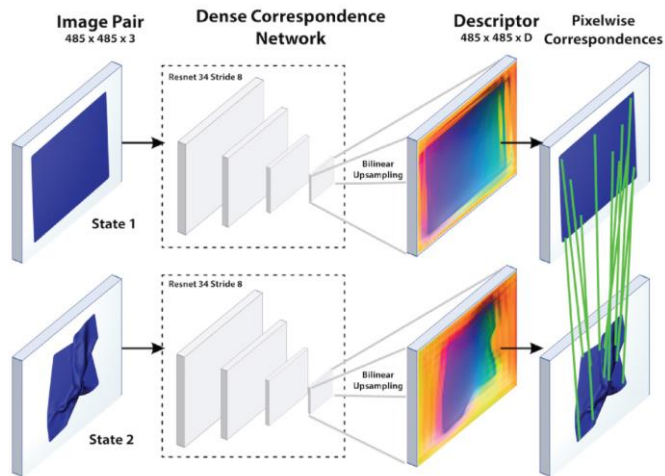 Image Pair
485 x 485 x 3
Dense Correspondence
Network
Descriptor
485 x 485 x D
Pixelwise
Correspondences
Resnet 34 Stride 8
Bilinear
Upsampling
State 1
Resnet 34 Stride 8
Bilinear
Upsampling
State 2